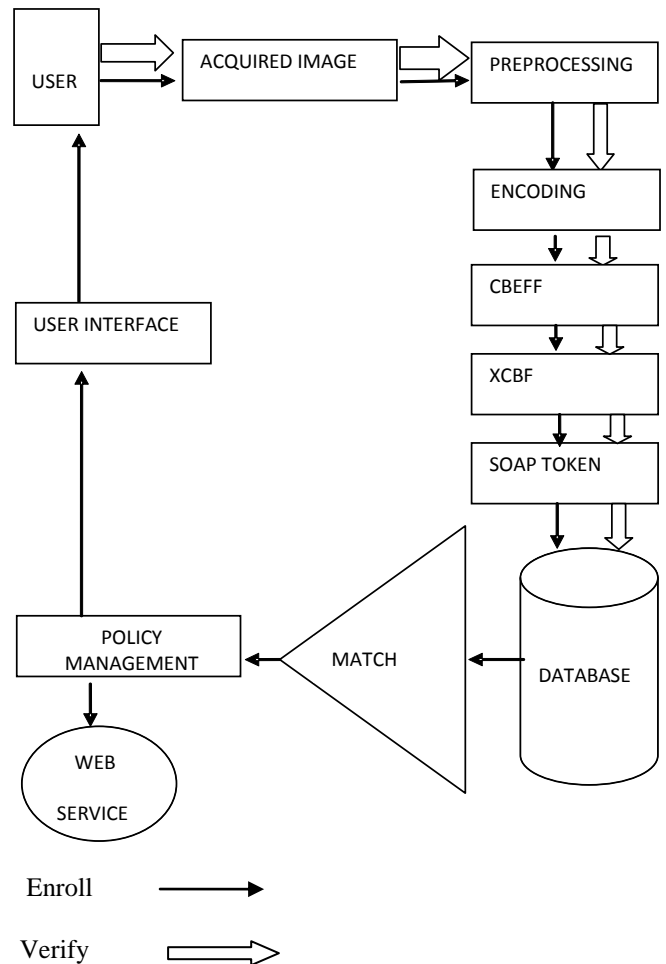 USER
ACQUIRED IMAGE
PREPROCESSING
ENCODING
CBEFF
USER INTERFACE
XCBF
SOAP TOKEN
POLICY
MANAGEMENT
MATCH
DATABASE
WEB
SERVICE
Enroll
Verify